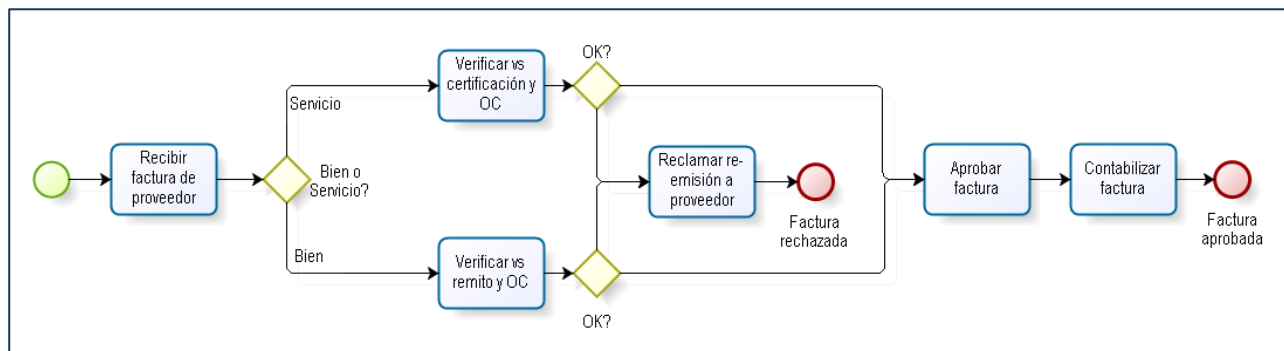 OK?
Verificar vs
certificación y
OC
Servicio
Recibir
factura de
proveedor
Bien o
Servicio?
Reclamar re-
emisión a
proveedor
Factura
rechazada
Aprobar
factura
Contabilizar
factura
Factura
aprobada
Bien
Verificar vs
remito y OC
OK?